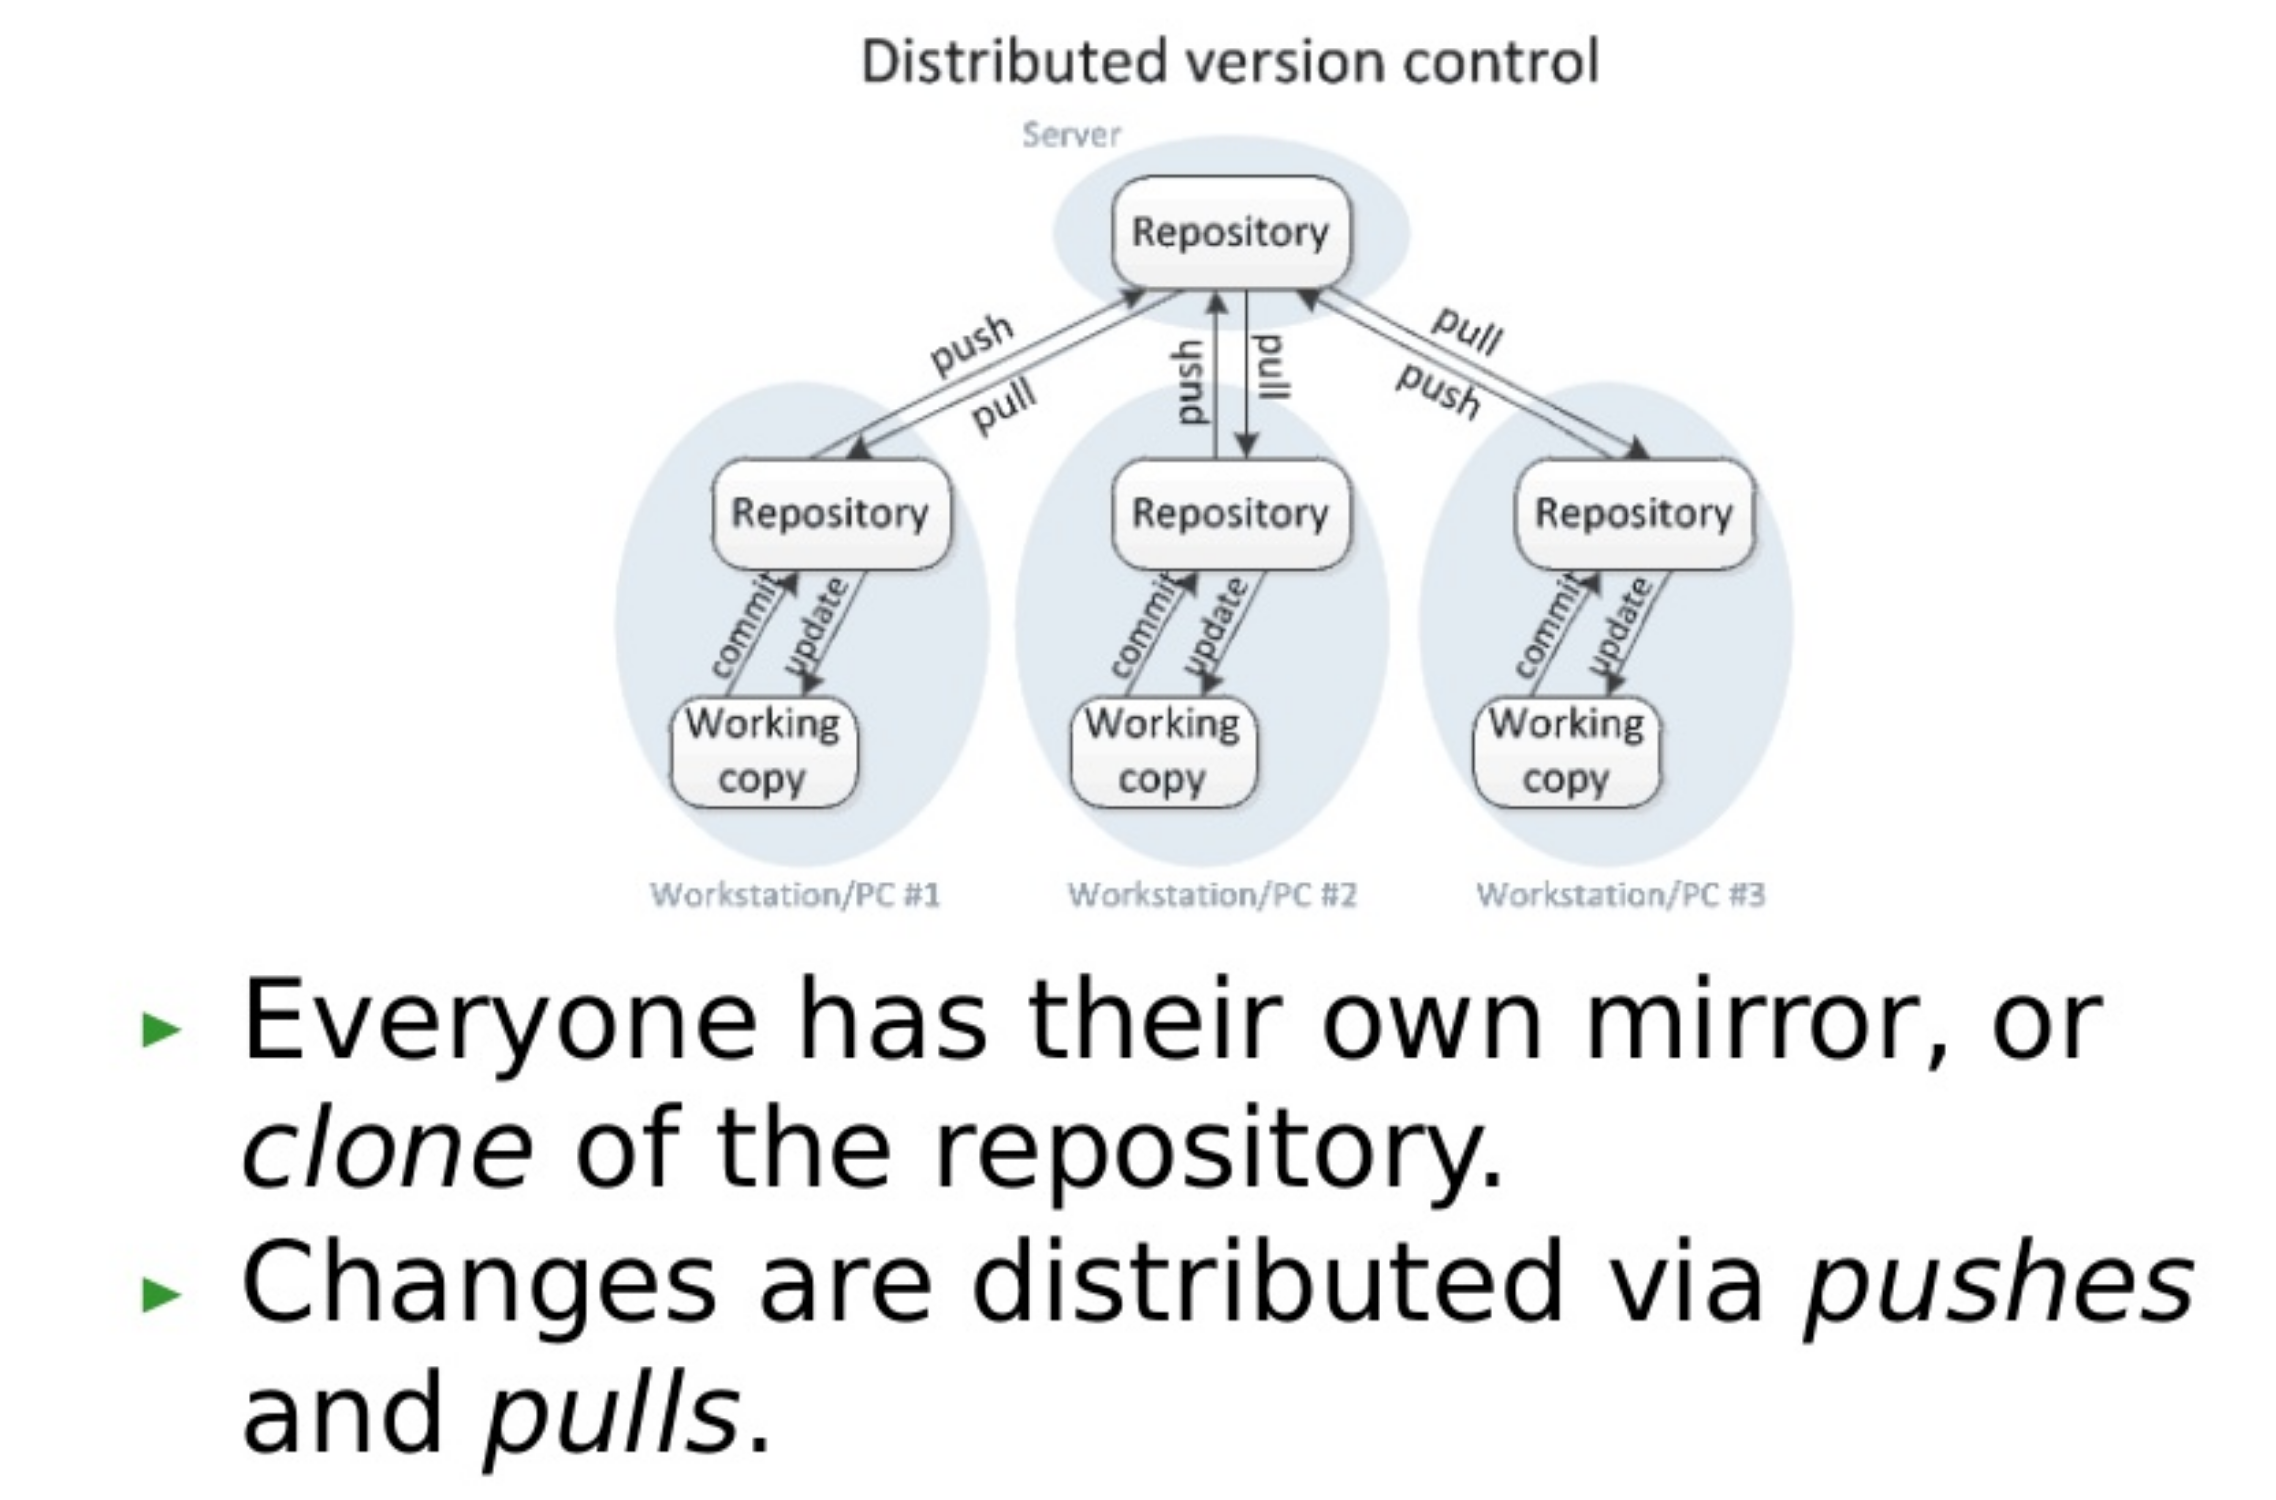 Distributed version control
Server
Repository
push
pull
push
pull
pull
push
Repository
Repository
Repository
commit
update
commit
update
commit
update
Working
copy
Working
copy
Working
copy
Workstation/PC #1
Workstation/PC #2
Workstation/PC #3
Everyone has their own mirror, or
clone of the repository.
Changes are distributed via pushes
and pulls.